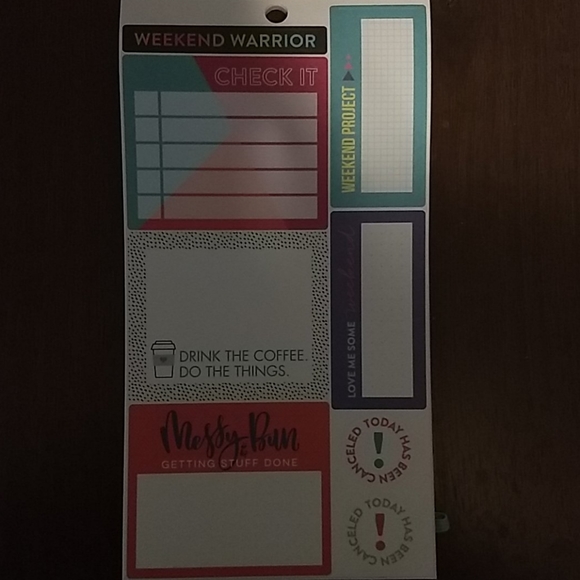 WEEKEND WARRIOR
CHECK IT
WEEKEND PROJECT
DRINK THE COFFEE.
DO THE THINGS.
LOVE ME SOME weekend
Messy Bun
&
GETTING STUFF DONE
TODAY HAS BEEN CANCELED
TODAY HAS BEEN CANCELED